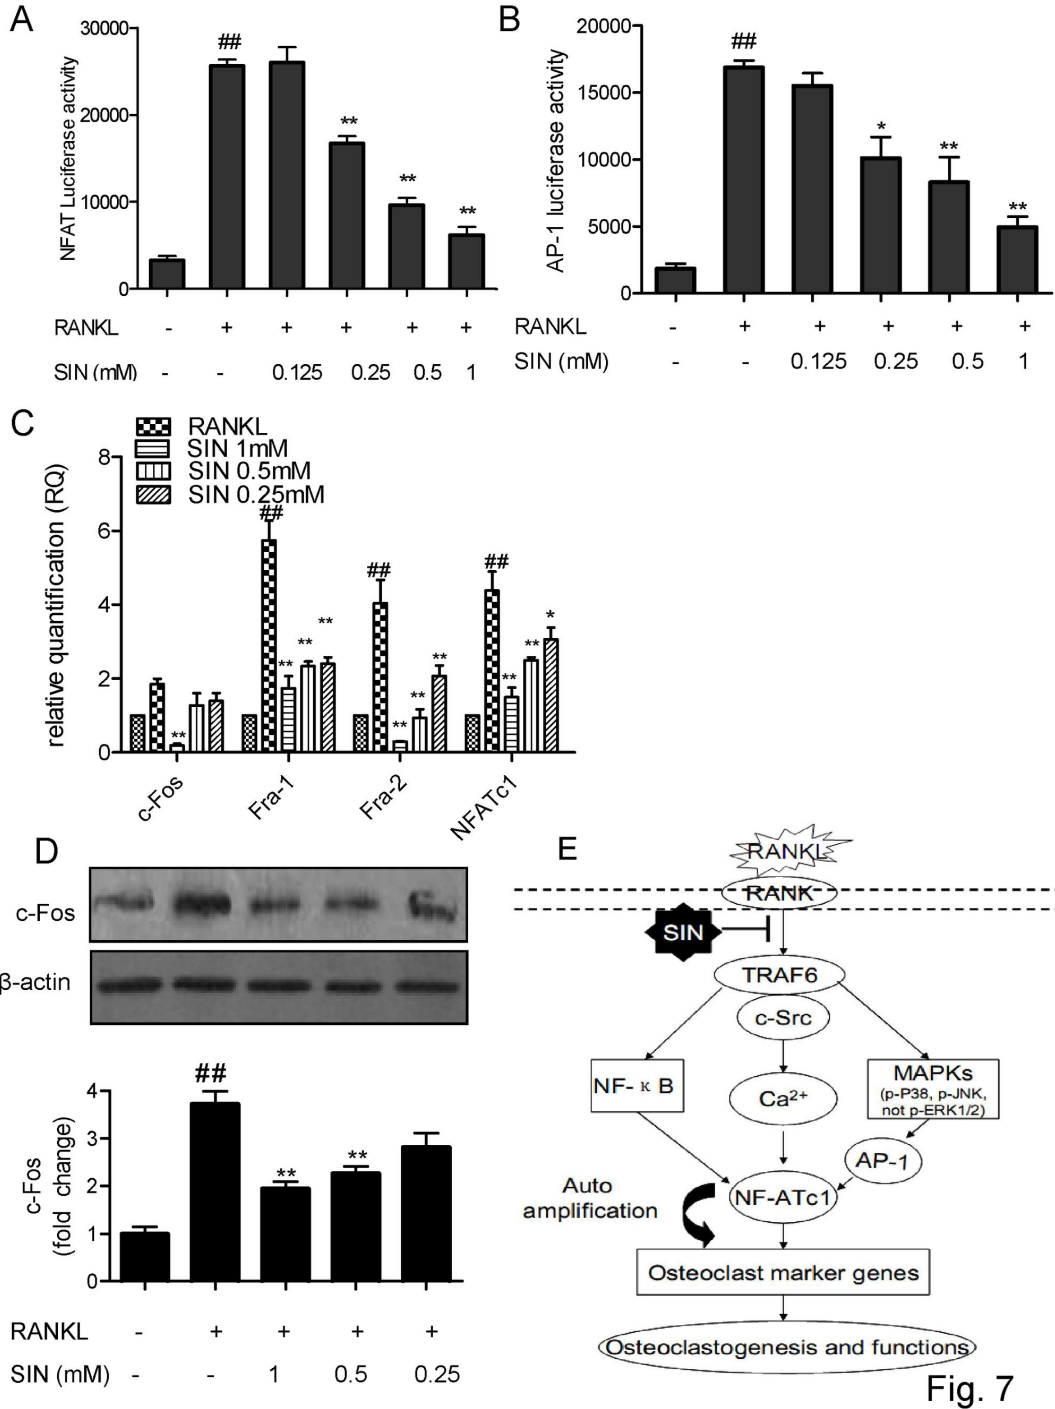 A
NFAT Luciferase activity
30000
20000
10000
0
##
**
**
**
RANKL - + + + + +
SIN (mM) - - 0.125 0.25 0.5 1
B
AP-1 luciferase activity
20000
15000
10000
5000
0
##
*
**
**
RANKL - + + + + +
SIN (mM) - - 0.125 0.25 0.5 1
C
relative quantification (RQ)
8
6
4
2
0
RANKL
SIN 1mM
SIN 0.5mM
SIN 0.25mM
**
##
**
**
**
##
**
**
**
##
**
**
*
c-Fos
Fra-1
Fra-2
NFATc1
D
c-Fos
β-actin
c-Fos
(fold change)
4
3
2
1
0
##
**
**
RANKL - + + + +
SIN (mM) - - 1 0.5 0.25
E
RANKL
RANK
SIN
TRAF6
c-Src
NF- κ B
Ca²⁺
MAPKs
(p-P38, p-JNK,
not p-ERK1/2)
AP-1
NF-ATc1
Auto
amplification
Osteoclast marker genes
Osteoclastogenesis and functions
Fig. 7